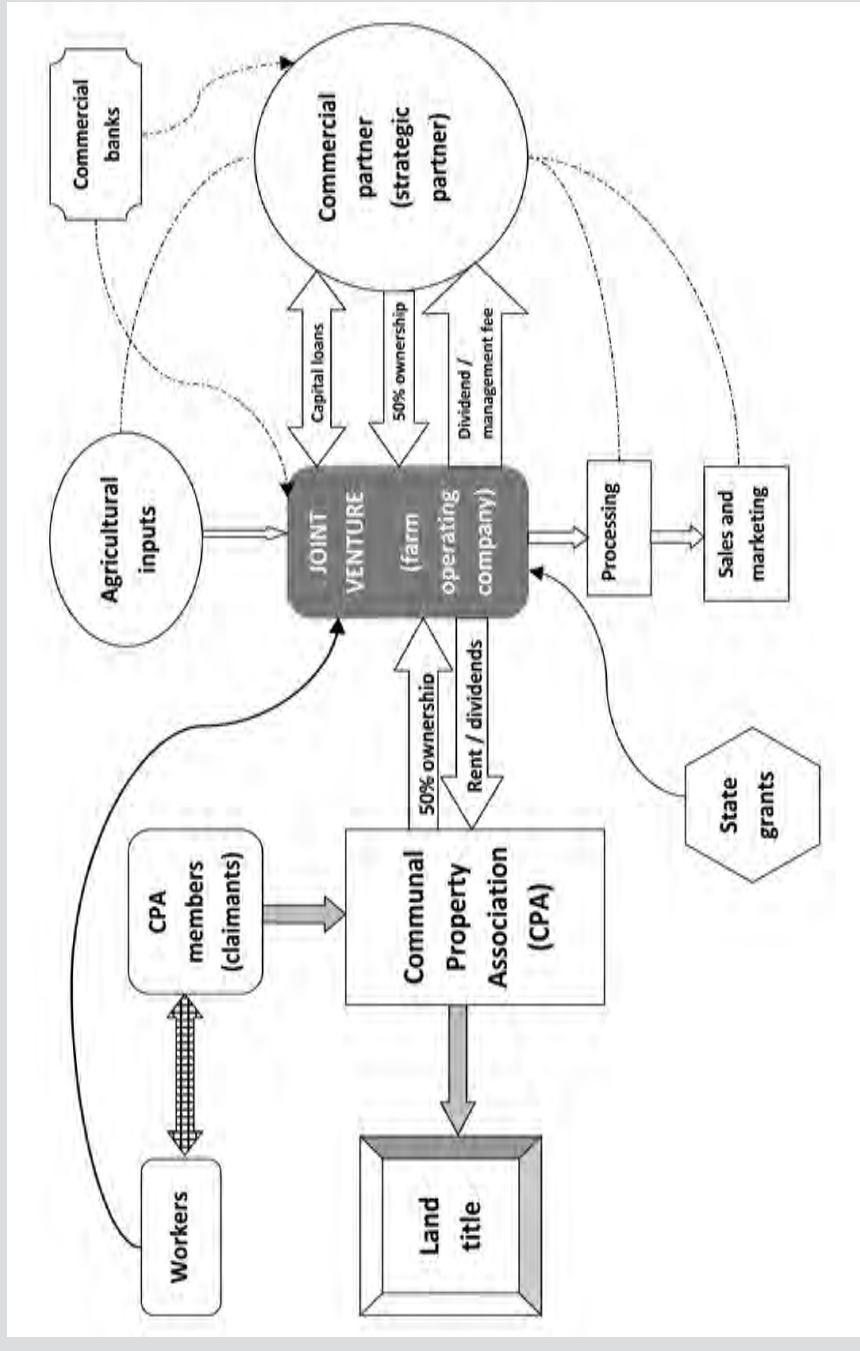 Workers
CPA
members
(claimants)
Agricultural
inputs
Commercial
banks
Land
title
Communal
Property
Association
(CPA)
50% ownership
Rent / dividends
JOINT
VENTURE
(farm
operating
company)
Capital loans
50% ownership
Dividend /
management fee
Commercial
partner
(strategic
partner)
State
grants
Processing
Sales and
marketing